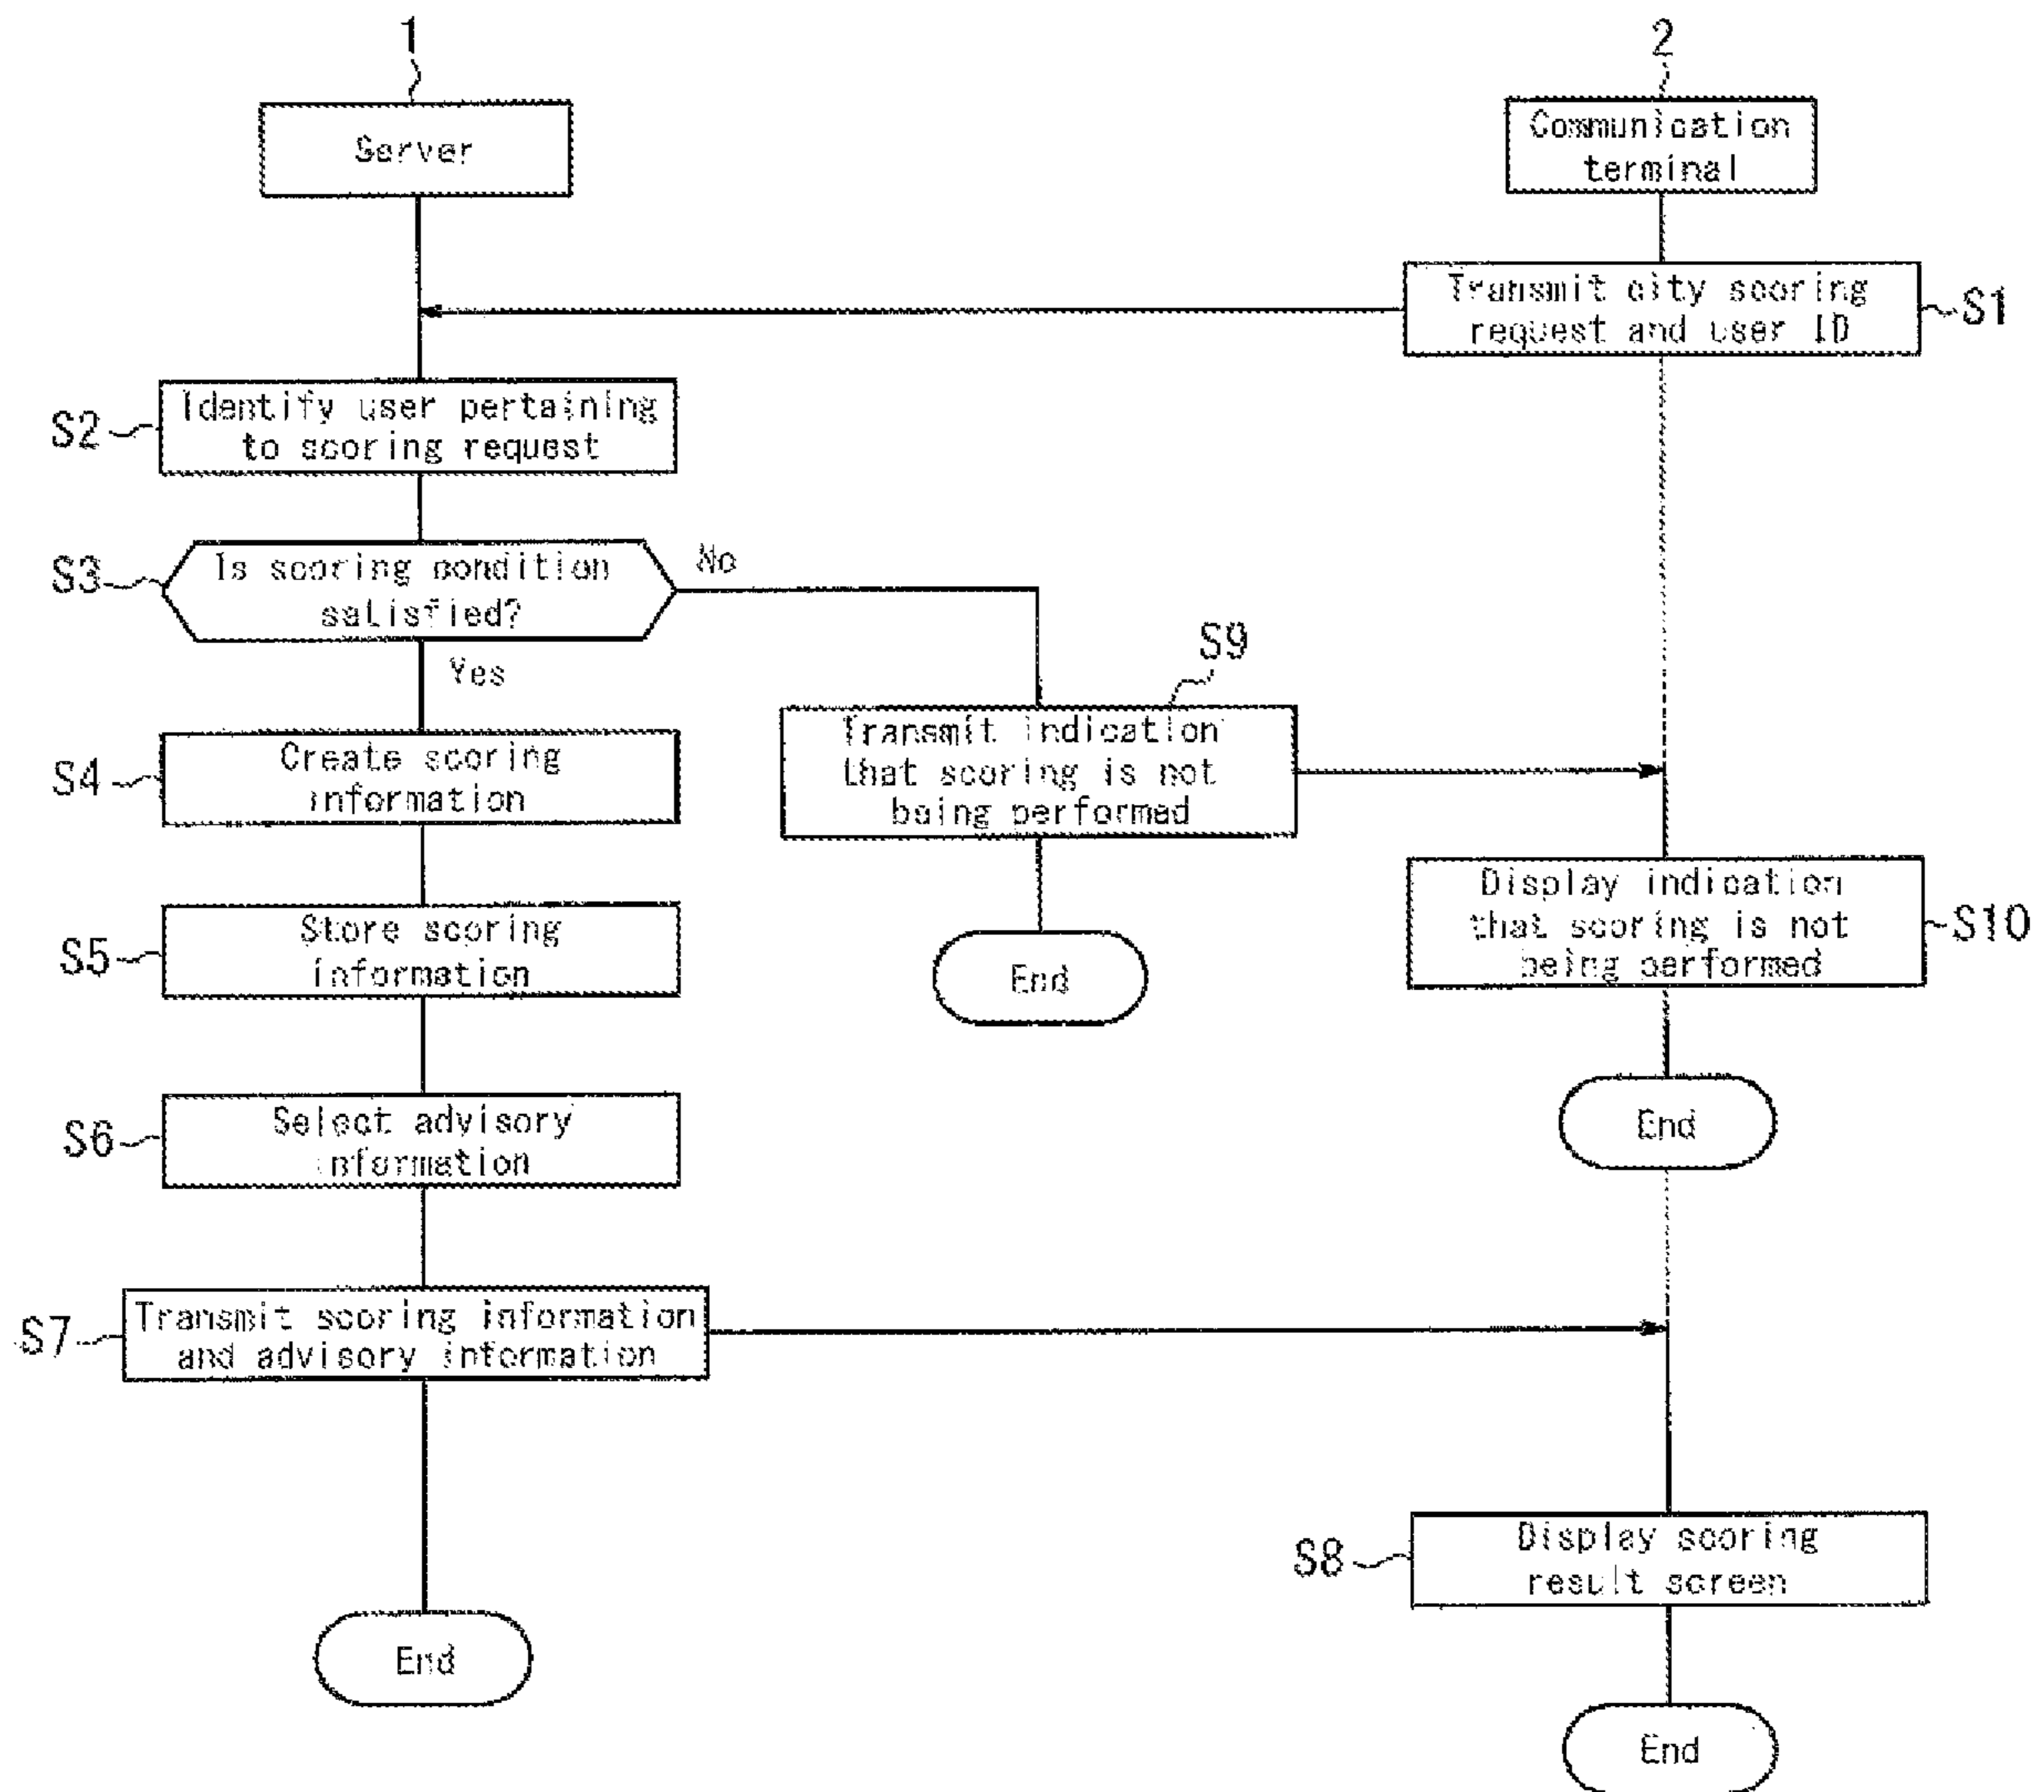 1
2
Server
Communication
terminal
Transmit city scoring
request and user ID
S1
S2
Identify user pertaining
to scoring request
S3
Is scoring condition
satisfied?
No
Yes
S9
Transmit indication
that scoring is not
being performed
S4
Create scoring
information
Display indication
that scoring is not
being performed
S10
S5
Store scoring
information
End
End
S6
Select advisory
information
S7
Transmit scoring information
and advisory information
S8
Display scoring
result screen
End
End